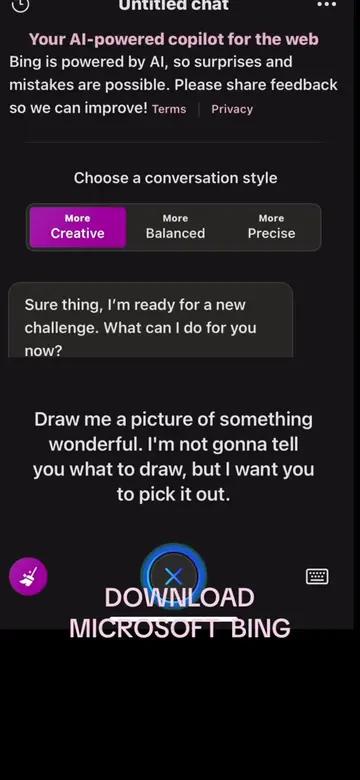 Untitled chat
Your AI-powered copilot for the web
Bing is powered by AI, so surprises and
mistakes are possible. Please share feedback
so we can improve! Terms | Privacy
Choose a conversation style
More More More
Creative Balanced Precise
Sure thing, I'm ready for a new
challenge. What can I do for you
now?
Draw me a picture of something
wonderful. I'm not gonna tell
you what to draw, but I want you
to pick it out.
DOWNLOAD
MICROSOFT BING